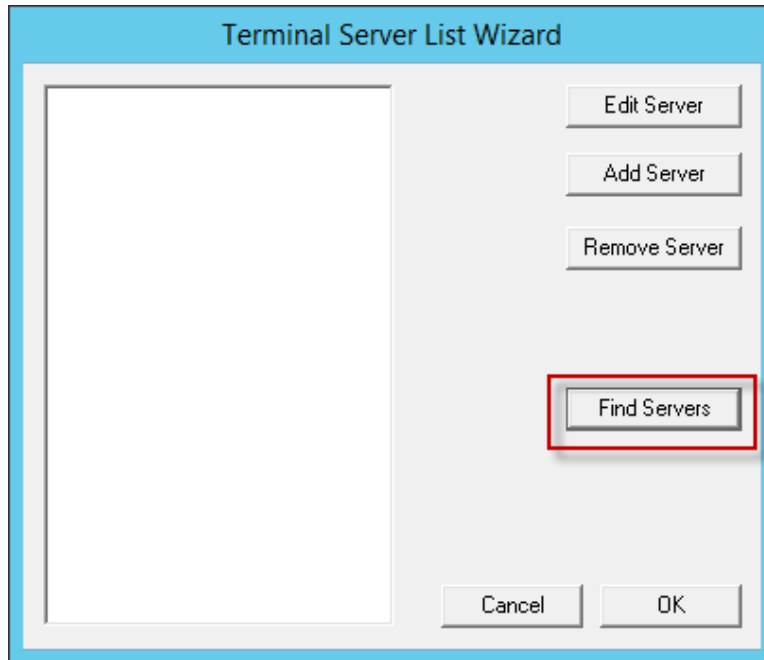 Terminal Server List Wizard
Edit Server
Add Server
Remove Server
Find Servers
Cancel
OK